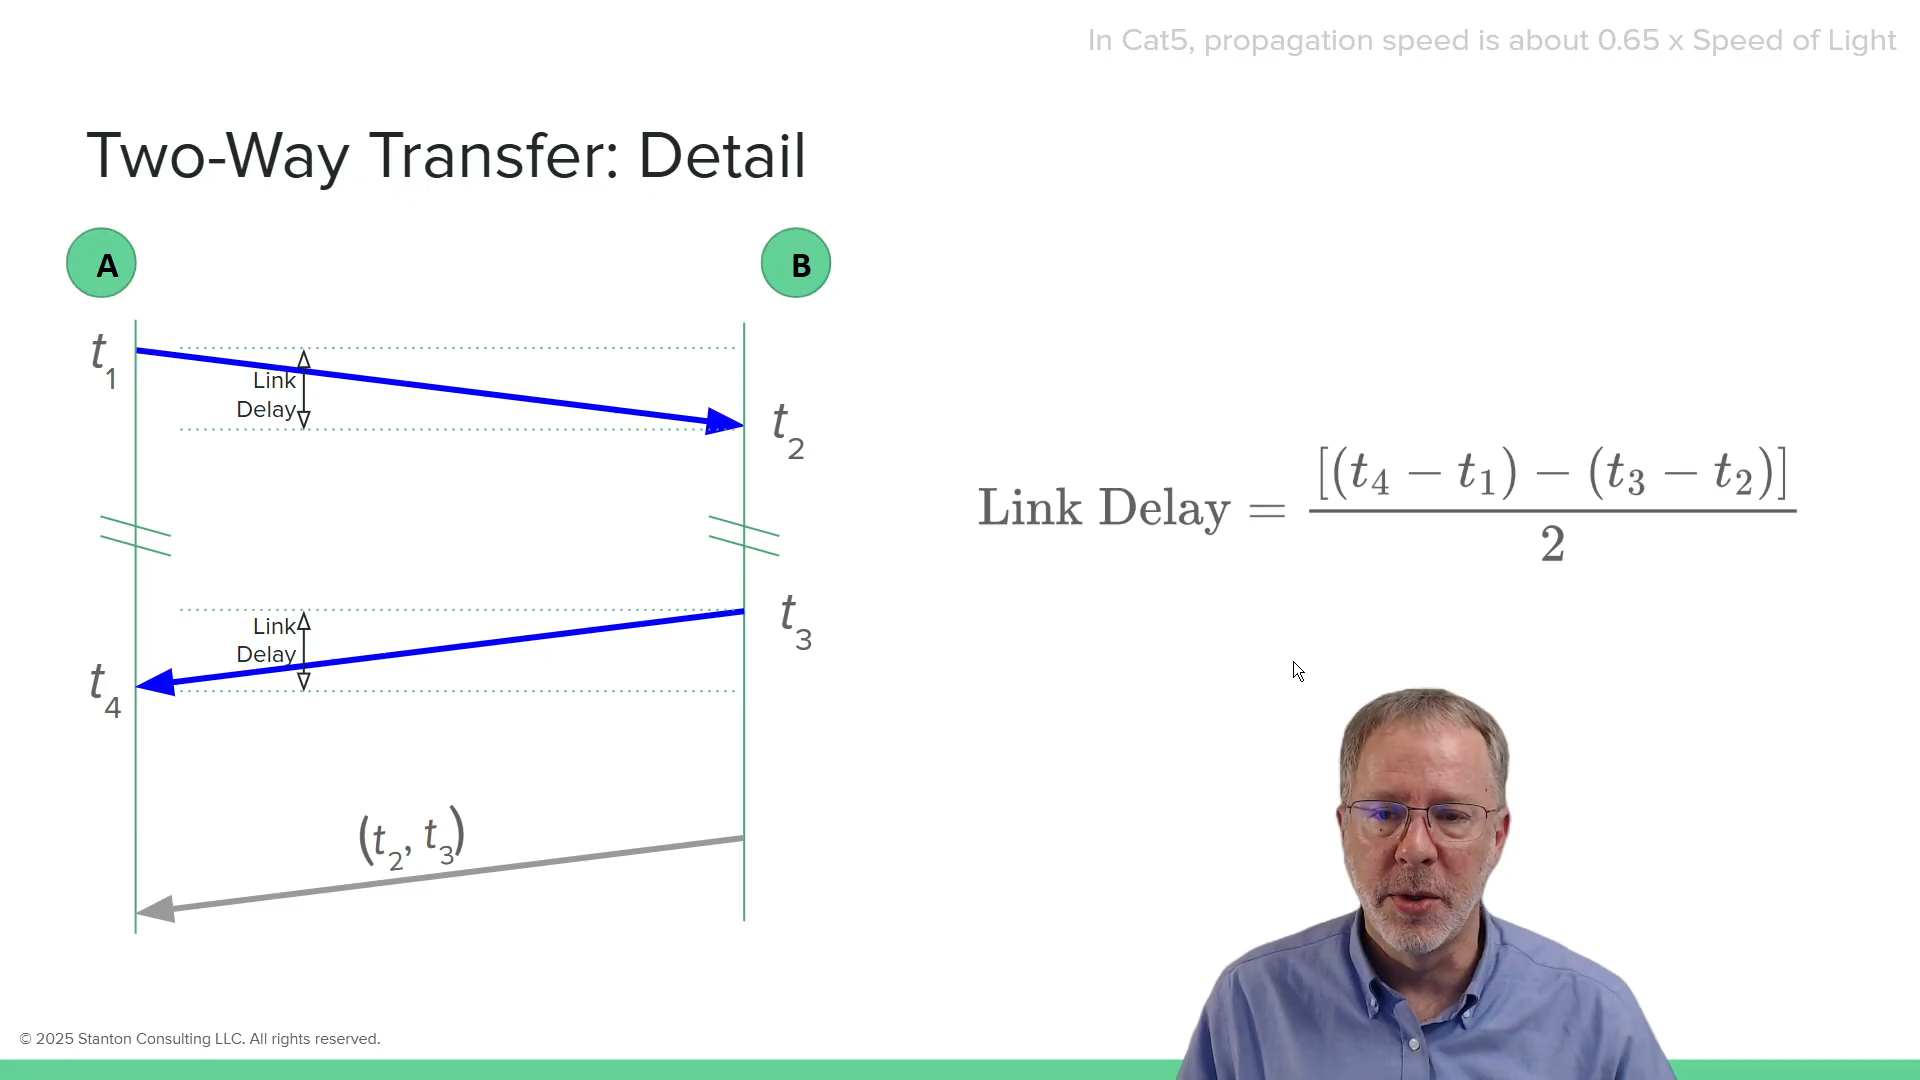 In Cat5, propagation speed is about 0.65 x Speed of Light
Two-Way Transfer: Detail
A
B
t1
Link
Delay
t2
Link Delay = [(t4 − t1) − (t3 − t2)] / 2
t3
Link
Delay
t4
(t2, t3)
© 2025 Stanton Consulting LLC. All rights reserved.